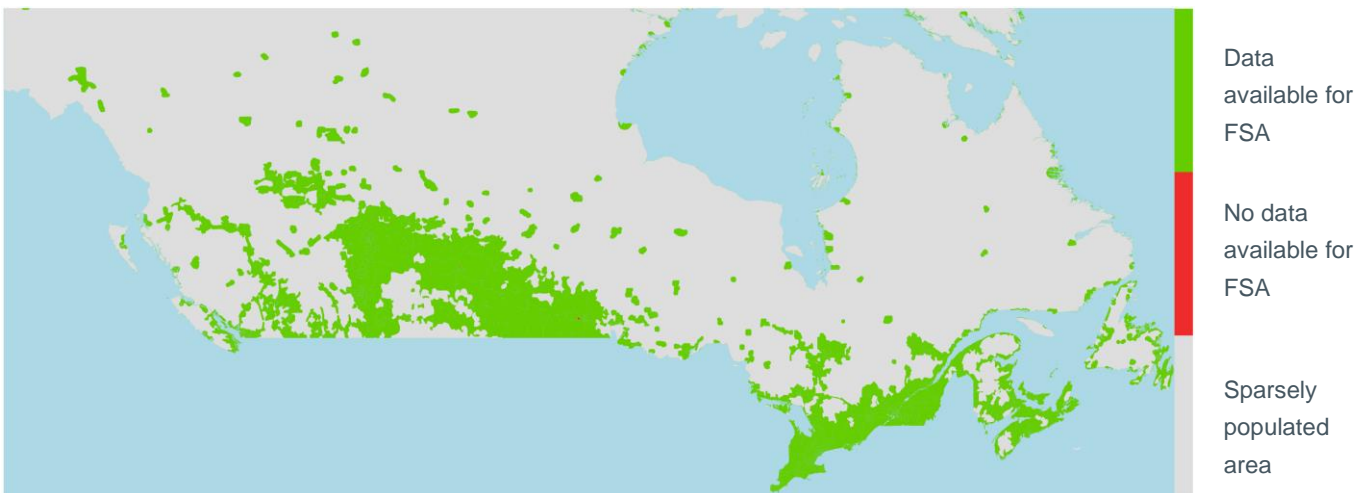 Data
available for
FSA
No data
available for
FSA
Sparsely
populated
area